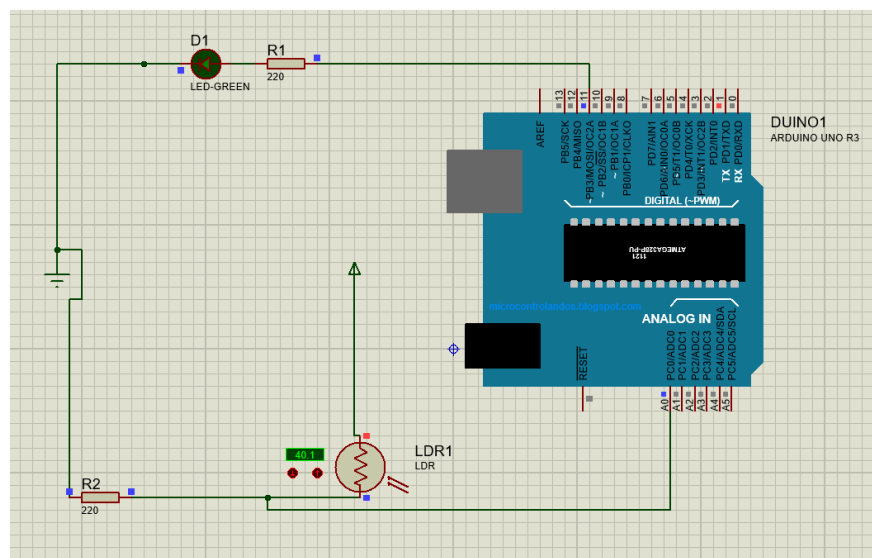 D1
LED-GREEN
R1
220
AREF
13
12
11
10
9
8
7
6
5
4
3
2
1
0
PB5/SCK
PB4/MISO
PB3/MOSI/OC2A
~ PB2/SS/OC1B
~ PB1/OC1A
PB0/ICP1/CLKO
PD7/AIN1
PD6/AIN0/OC0A
PD5/T1/OC0B
PD4/T0/XCK
PD3/INT1/OC2B
PD2/INT0
TX PD1/TXD
RX PD0/RXD
DIGITAL (~PWM)
DUINO1
ARDUINO UNO R3
1121
ATMEGA328P-PU
microcontrolandos.blogspot.com
ANALOG IN
RESET
PC0/ADC0
PC1/ADC1
PC2/ADC2
PC3/ADC3
PC4/ADC4/SDA
PC5/ADC5/SCL
A0
A1
A2
A3
A4
A5
40.1
LDR1
LDR
R2
220